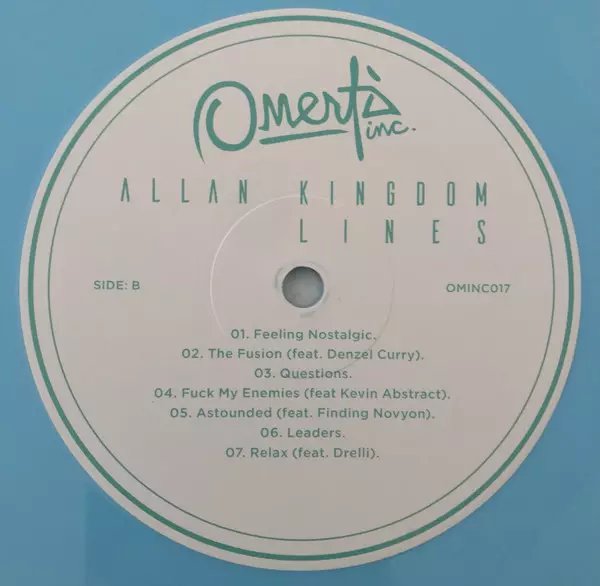 Omertà
inc.
ALLAN KINGDOM
LINES
SIDE: B
OMINC017
01. Feeling Nostalgic.
02. The Fusion (feat. Denzel Curry).
03. Questions.
04. Fuck My Enemies (feat Kevin Abstract).
05. Astounded (feat. Finding Novyon).
06. Leaders.
07. Relax (feat. Drelli).